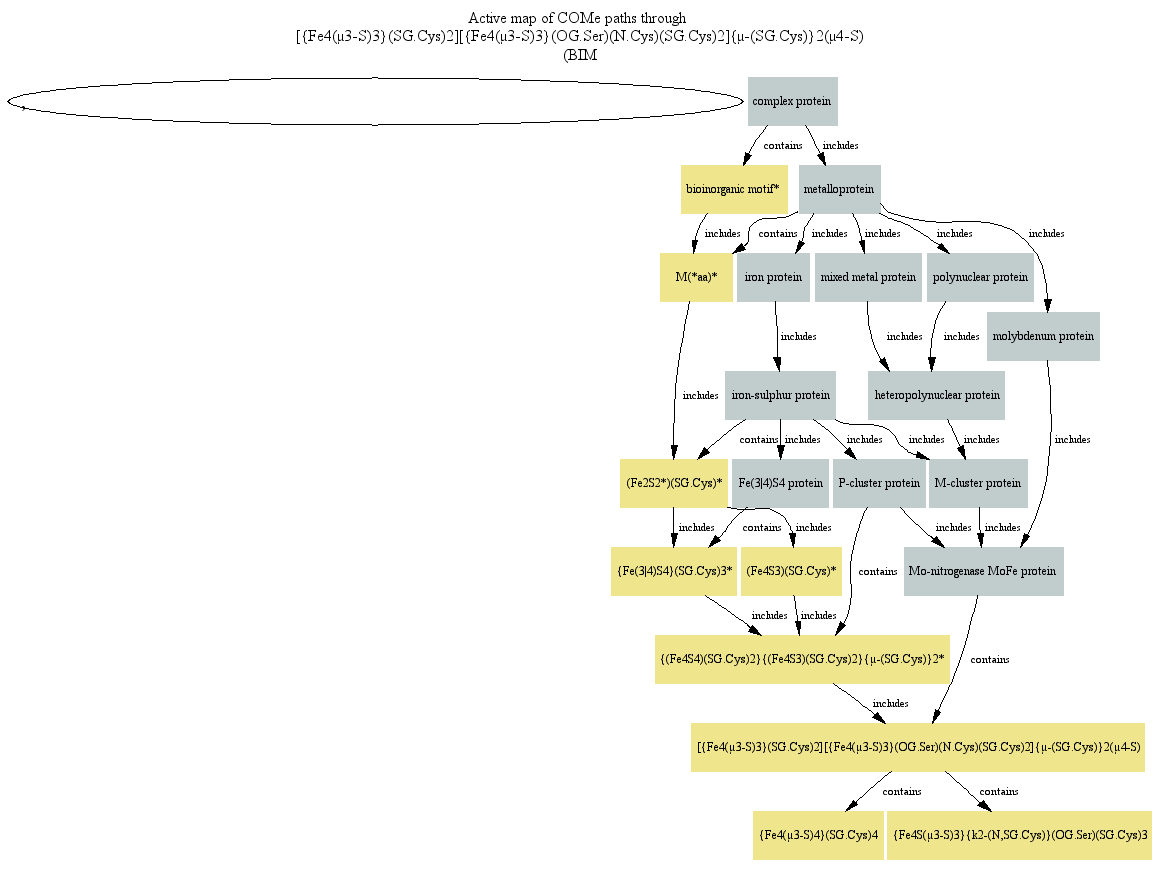 Active map of COMe paths through
[{Fe4(μ3-S)3}(SG.Cys)2][{Fe4(μ3-S)3}(OG.Ser)(N.Cys)(SG.Cys)2]{μ-(SG.Cys)}2(μ4-S)
(BIM
,
complex protein
contains
includes
bioinorganic motif*
metalloprotein
includes
contains
includes
includes
includes
includes
M(*aa)*
iron protein
mixed metal protein
polynuclear protein
molybdenum protein
includes
includes
includes
includes
iron-sulphur protein
heteropolynuclear protein
contains
includes
includes
includes
includes
includes
(Fe2S2*)(SG.Cys)*
Fe(3|4)S4 protein
P-cluster protein
M-cluster protein
includes
contains
includes
includes
includes
{Fe(3|4)S4}(SG.Cys)3*
(Fe4S3)(SG.Cys)*
contains
Mo-nitrogenase MoFe protein
includes
includes
{(Fe4S4)(SG.Cys)2}{(Fe4S3)(SG.Cys)2}{μ-(SG.Cys)}2*
contains
includes
[{Fe4(μ3-S)3}(SG.Cys)2][{Fe4(μ3-S)3}(OG.Ser)(N.Cys)(SG.Cys)2]{μ-(SG.Cys)}2(μ4-S)
contains
contains
{Fe4(μ3-S)4}(SG.Cys)4
{Fe4S(μ3-S)3}{k2-(N,SG.Cys)}(OG.Ser)(SG.Cys)3